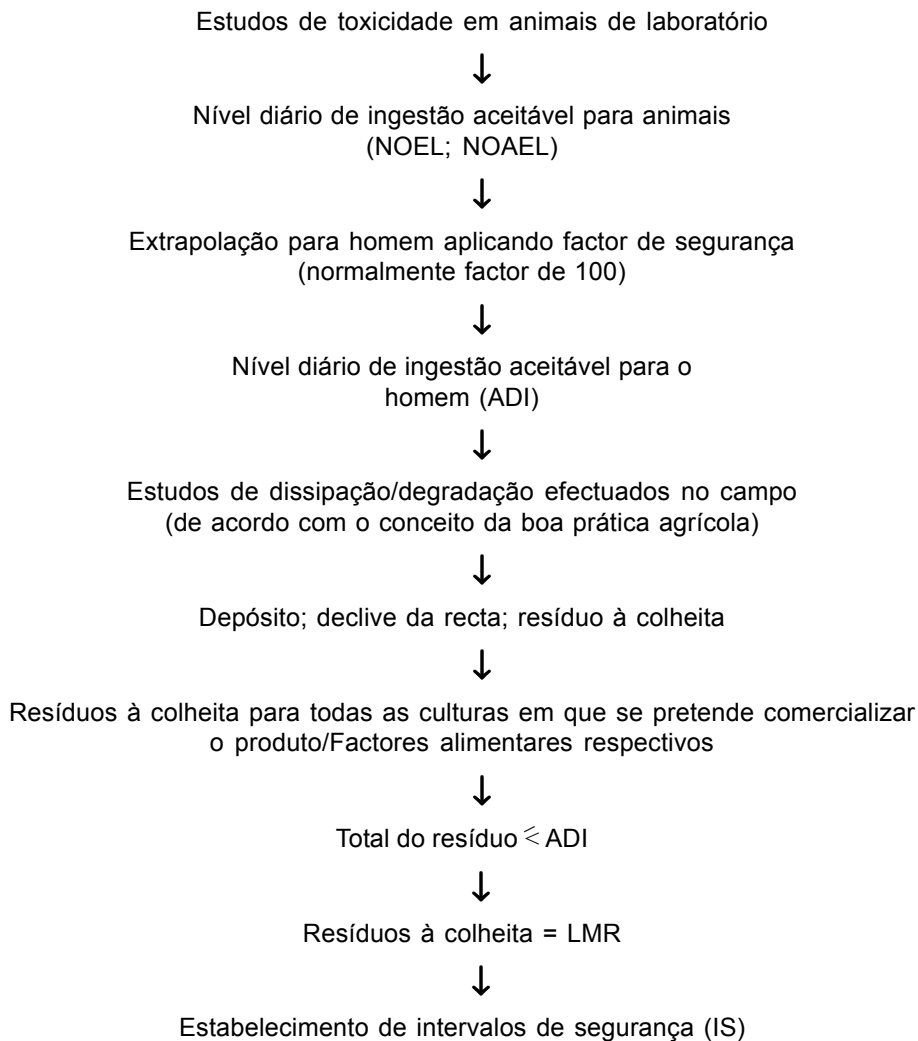 Estudos de toxicidade em animais de laboratório
↓
Nível diário de ingestão aceitável para animais
(NOEL; NOAEL)
↓
Extrapolação para homem aplicando factor de segurança
(normalmente factor de 100)
↓
Nível diário de ingestão aceitável para o
homem (ADI)
↓
Estudos de dissipação/degradação efectuados no campo
(de acordo com o conceito da boa prática agrícola)
↓
Depósito; declive da recta; resíduo à colheita
↓
Resíduos à colheita para todas as culturas em que se pretende comercializar
o produto/Factores alimentares respectivos
↓
Total do resíduo ⩽ ADI
↓
Resíduos à colheita = LMR
↓
Estabelecimento de intervalos de segurança (IS)